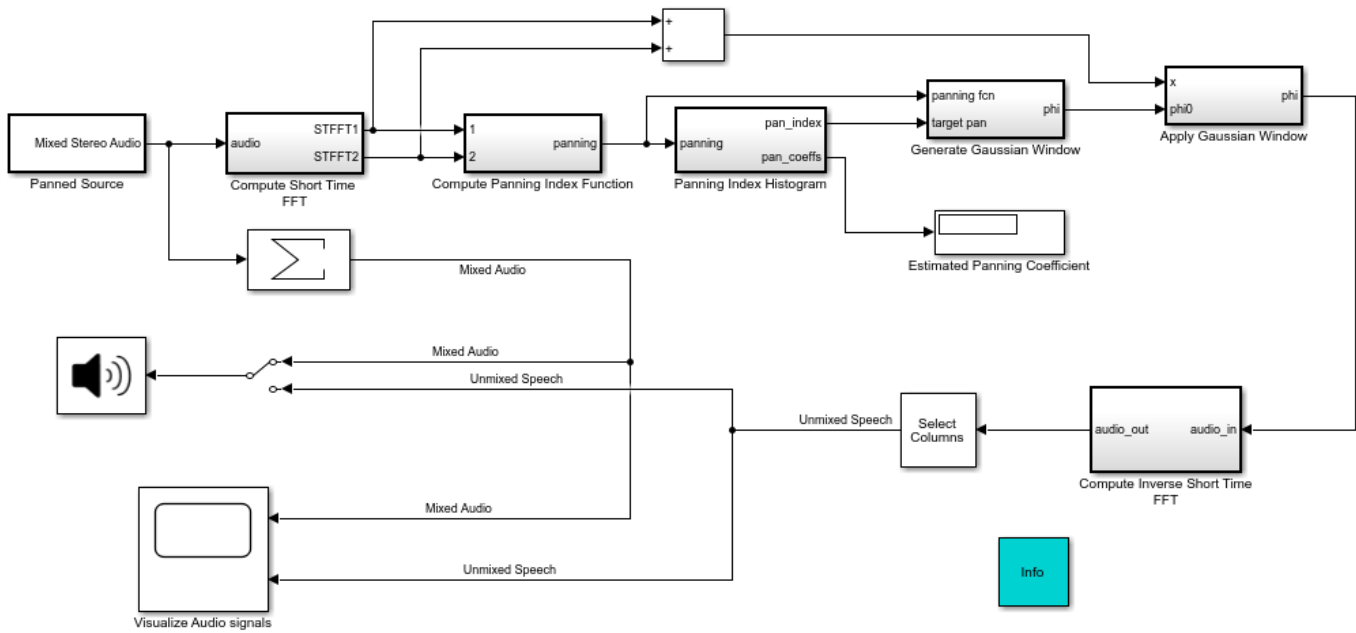 +
+
x
phi
phi0
Apply Gaussian Window
panning fcn
phi
target pan
Generate Gaussian Window
Mixed Stereo Audio
Panned Source
audio
STFFT1
STFFT2
Compute Short Time
FFT
1
2
panning
Compute Panning Index Function
panning
pan_index
pan_coeffs
Panning Index Histogram
Estimated Panning Coefficient
Mixed Audio
Mixed Audio
Unmixed Speech
Unmixed Speech
Select
Columns
audio_out
audio_in
Compute Inverse Short Time
FFT
Mixed Audio
Unmixed Speech
Visualize Audio signals
Info